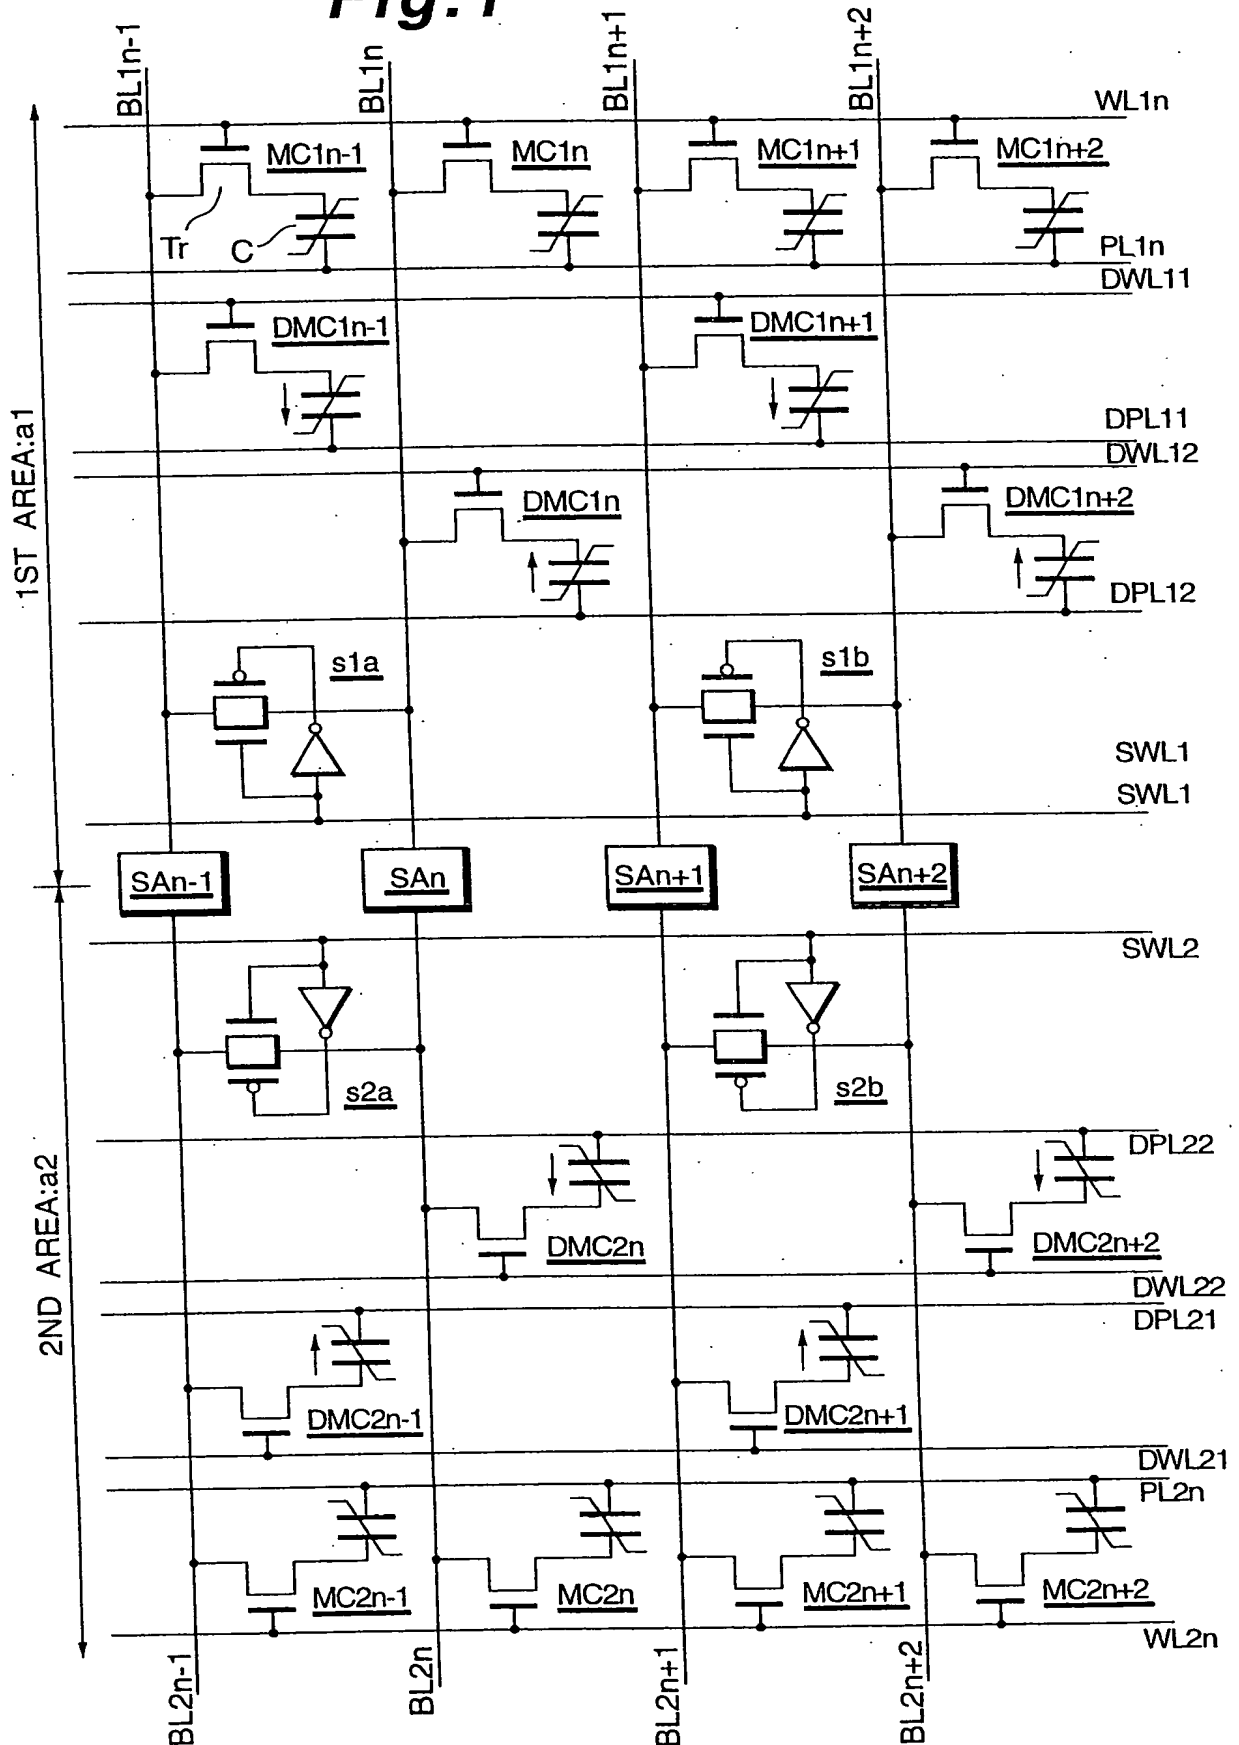 Fig. 1
BL1n-1
BL1n
BL1n+1
BL1n+2
WL1n
MC1n-1
MC1n
MC1n+1
MC1n+2
Tr
C
PL1n
DWL11
DMC1n-1
DMC1n+1
DPL11
DWL12
DMC1n
DMC1n+2
DPL12
1ST AREA:a1
s1a
s1b
SWL1
SWL1
SAn-1
SAn
SAn+1
SAn+2
SWL2
s2a
s2b
DPL22
2ND AREA:a2
DMC2n
DMC2n+2
DWL22
DPL21
DMC2n-1
DMC2n+1
DWL21
PL2n
MC2n-1
MC2n
MC2n+1
MC2n+2
WL2n
BL2n-1
BL2n
BL2n+1
BL2n+2